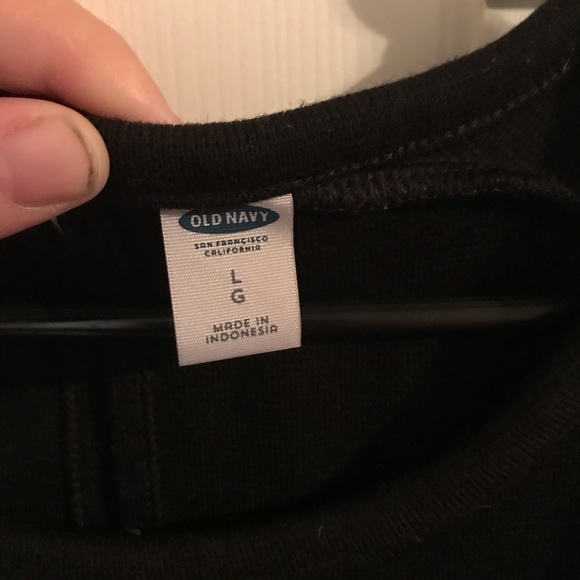 OLD NAVY
SAN FRANCISCO
CALIFORNIA
L
G
MADE IN
INDONESIA